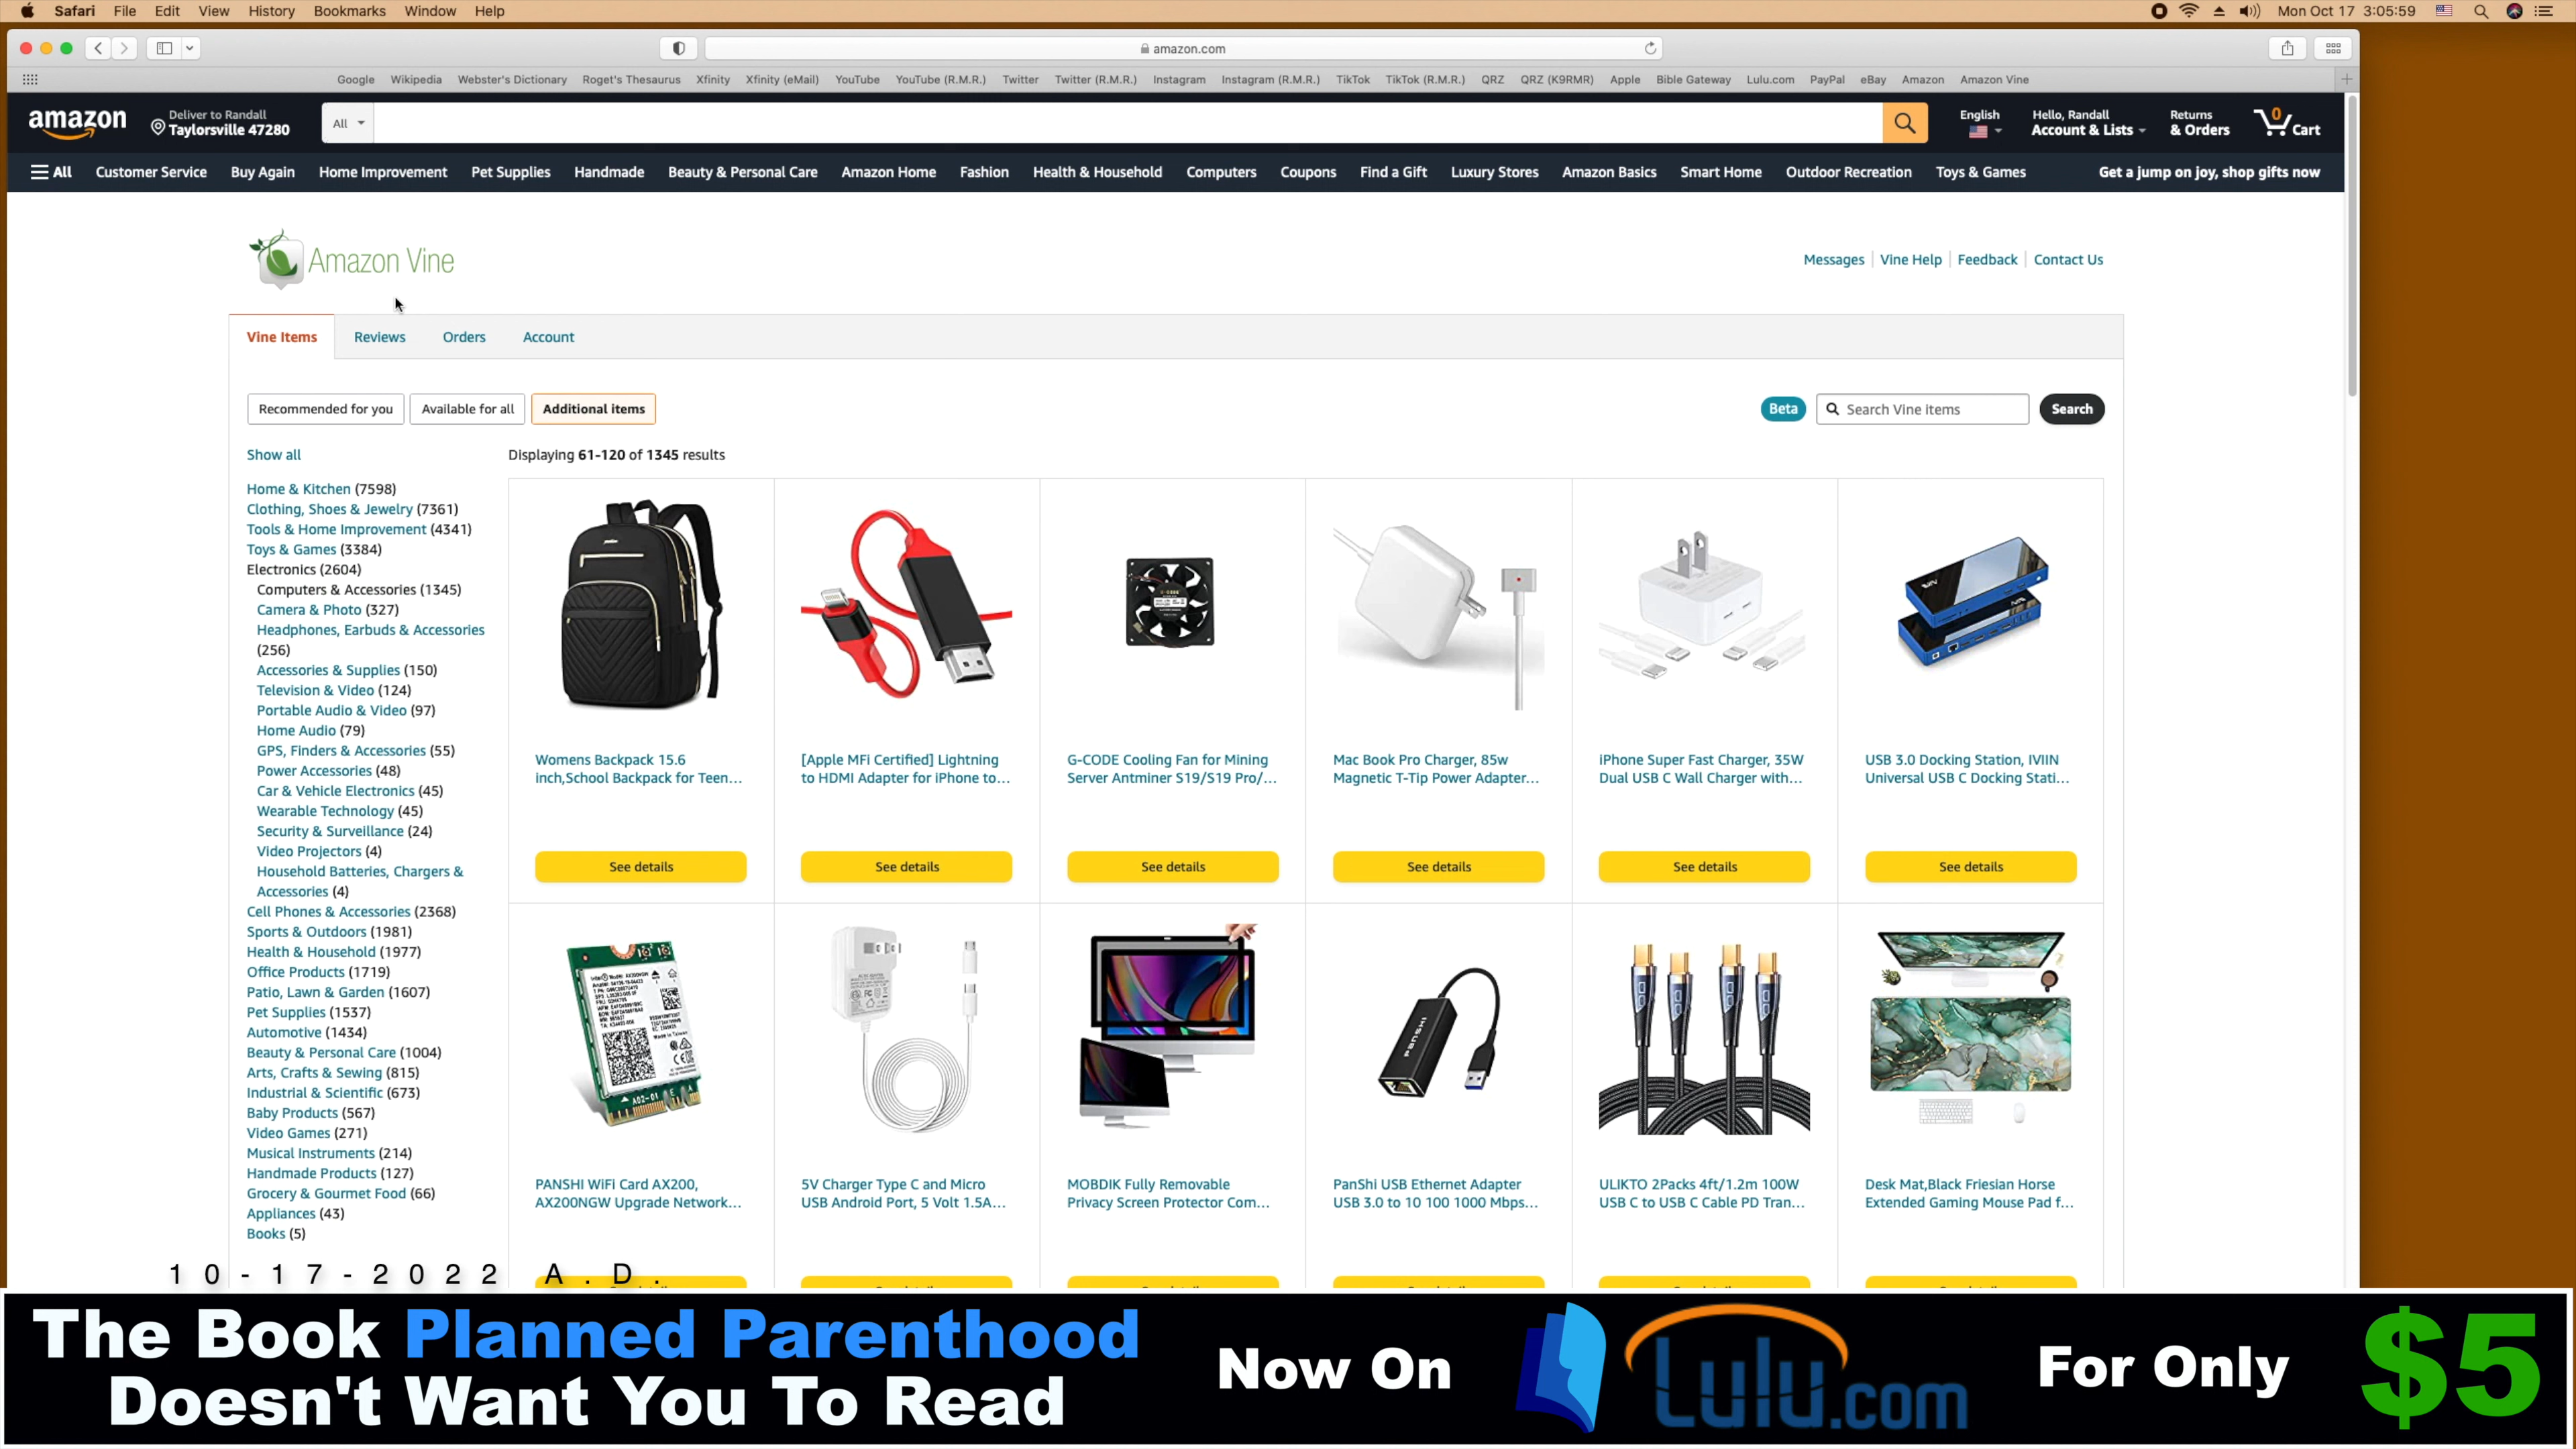 Safari File Edit View History Bookmarks Window Help
Mon Oct 17 3:05:59
amazon.com
Google Wikipedia Webster's Dictionary Roget's Thesaurus Xfinity Xfinity (eMail) YouTube YouTube (R.M.R.) Twitter Twitter (R.M.R.) Instagram Instagram (R.M.R.) TikTok TikTok (R.M.R.) QRZ QRZ (K9RMR) Apple Bible Gateway Lulu.com PayPal eBay Amazon Amazon Vine
amazon
Deliver to Randall
Taylorsville 47280
All
English
Hello, Randall
Account & Lists
Returns
& Orders
0
Cart
All Customer Service Buy Again Home Improvement Pet Supplies Handmade Beauty & Personal Care Amazon Home Fashion Health & Household Computers Coupons Find a Gift Luxury Stores Amazon Basics Smart Home Outdoor Recreation Toys & Games Get a jump on joy, shop gifts now
Amazon Vine
Messages Vine Help Feedback Contact Us
Vine Items Reviews Orders Account
Recommended for you Available for all Additional items
Beta Search Vine items Search
Show all
Displaying 61-120 of 1345 results
Home & Kitchen (7598)
Clothing, Shoes & Jewelry (7361)
Tools & Home Improvement (4341)
Toys & Games (3384)
Electronics (2604)
Computers & Accessories (1345)
Camera & Photo (327)
Headphones, Earbuds & Accessories
(256)
Accessories & Supplies (150)
Television & Video (124)
Portable Audio & Video (97)
Home Audio (79)
GPS, Finders & Accessories (55)
Power Accessories (48)
Car & Vehicle Electronics (45)
Wearable Technology (45)
Security & Surveillance (24)
Video Projectors (4)
Household Batteries, Chargers &
Accessories (4)
Cell Phones & Accessories (2368)
Sports & Outdoors (1981)
Health & Household (1977)
Office Products (1719)
Patio, Lawn & Garden (1607)
Pet Supplies (1537)
Automotive (1434)
Beauty & Personal Care (1004)
Arts, Crafts & Sewing (815)
Industrial & Scientific (673)
Baby Products (567)
Video Games (271)
Musical Instruments (214)
Handmade Products (127)
Grocery & Gourmet Food (66)
Appliances (43)
Books (5)
Womens Backpack 15.6
inch,School Backpack for Teen...
See details
[Apple MFi Certified] Lightning
to HDMI Adapter for iPhone to...
See details
G-CODE Cooling Fan for Mining
Server Antminer S19/S19 Pro/...
See details
Mac Book Pro Charger, 85w
Magnetic T-Tip Power Adapter...
See details
iPhone Super Fast Charger, 35W
Dual USB C Wall Charger with...
See details
USB 3.0 Docking Station, IVIIN
Universal USB C Docking Stati...
See details
A02-01
PANSHI WiFi Card AX200,
AX200NGW Upgrade Network...
5V Charger Type C and Micro
USB Android Port, 5 Volt 1.5A...
MOBDIK Fully Removable
Privacy Screen Protector Com...
PANSHI
PanShi USB Ethernet Adapter
USB 3.0 to 10 100 1000 Mbps...
ULIKTO 2Packs 4ft/1.2m 100W
USB C to USB C Cable PD Tran...
Desk Mat,Black Friesian Horse
Extended Gaming Mouse Pad f...
10-17-2022 A.D.
The Book Planned Parenthood
Doesn't Want You To Read
Now On
Lulu.com
For Only
$5